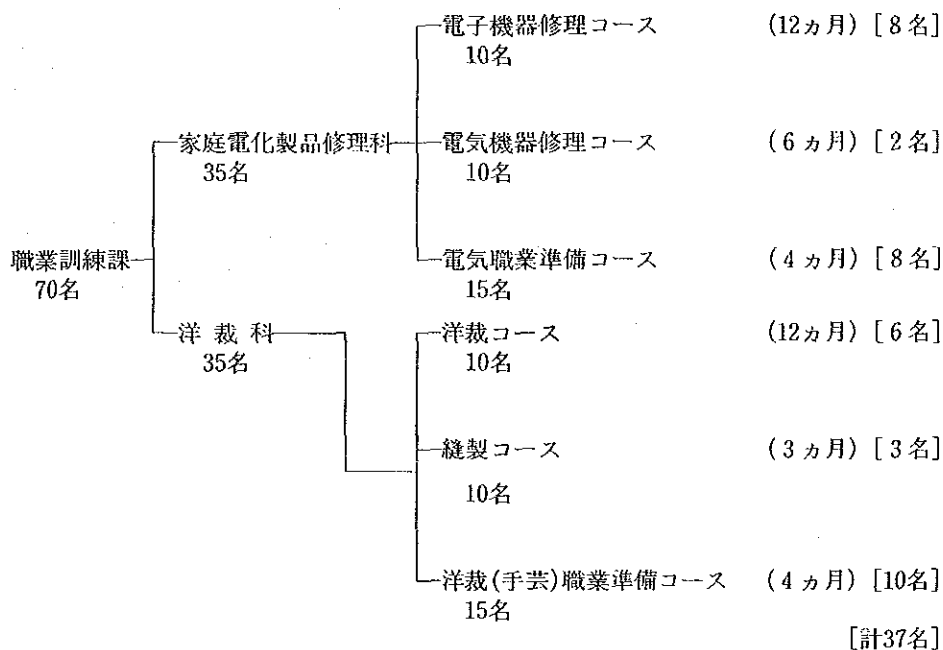 電子機器修理コース (12ヵ月) [8名]
10名
家庭電化製品修理科 電気機器修理コース (6ヵ月) [2名]
35名 10名
職業訓練課 電気職業準備コース (4ヵ月) [8名]
70名 15名
洋裁科 洋裁コース (12ヵ月) [6名]
35名 10名
縫製コース (3ヵ月) [3名]
10名
洋裁(手芸)職業準備コース (4ヵ月) [10名]
15名
[計37名]